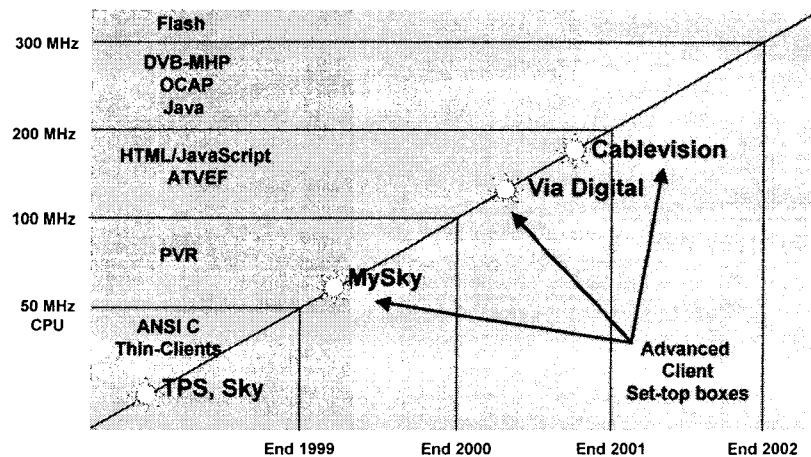 Flash
300 MHz
DVB-MHP
OCAP
Java
200 MHz
HTML/JavaScript
ATVEF
Cablevision
Via Digital
100 MHz
PVR
MySky
50 MHz
CPU
ANSI C
Thin-Clients
TPS, Sky
Advanced
Client
Set-top boxes
End 1999
End 2000
End 2001
End 2002